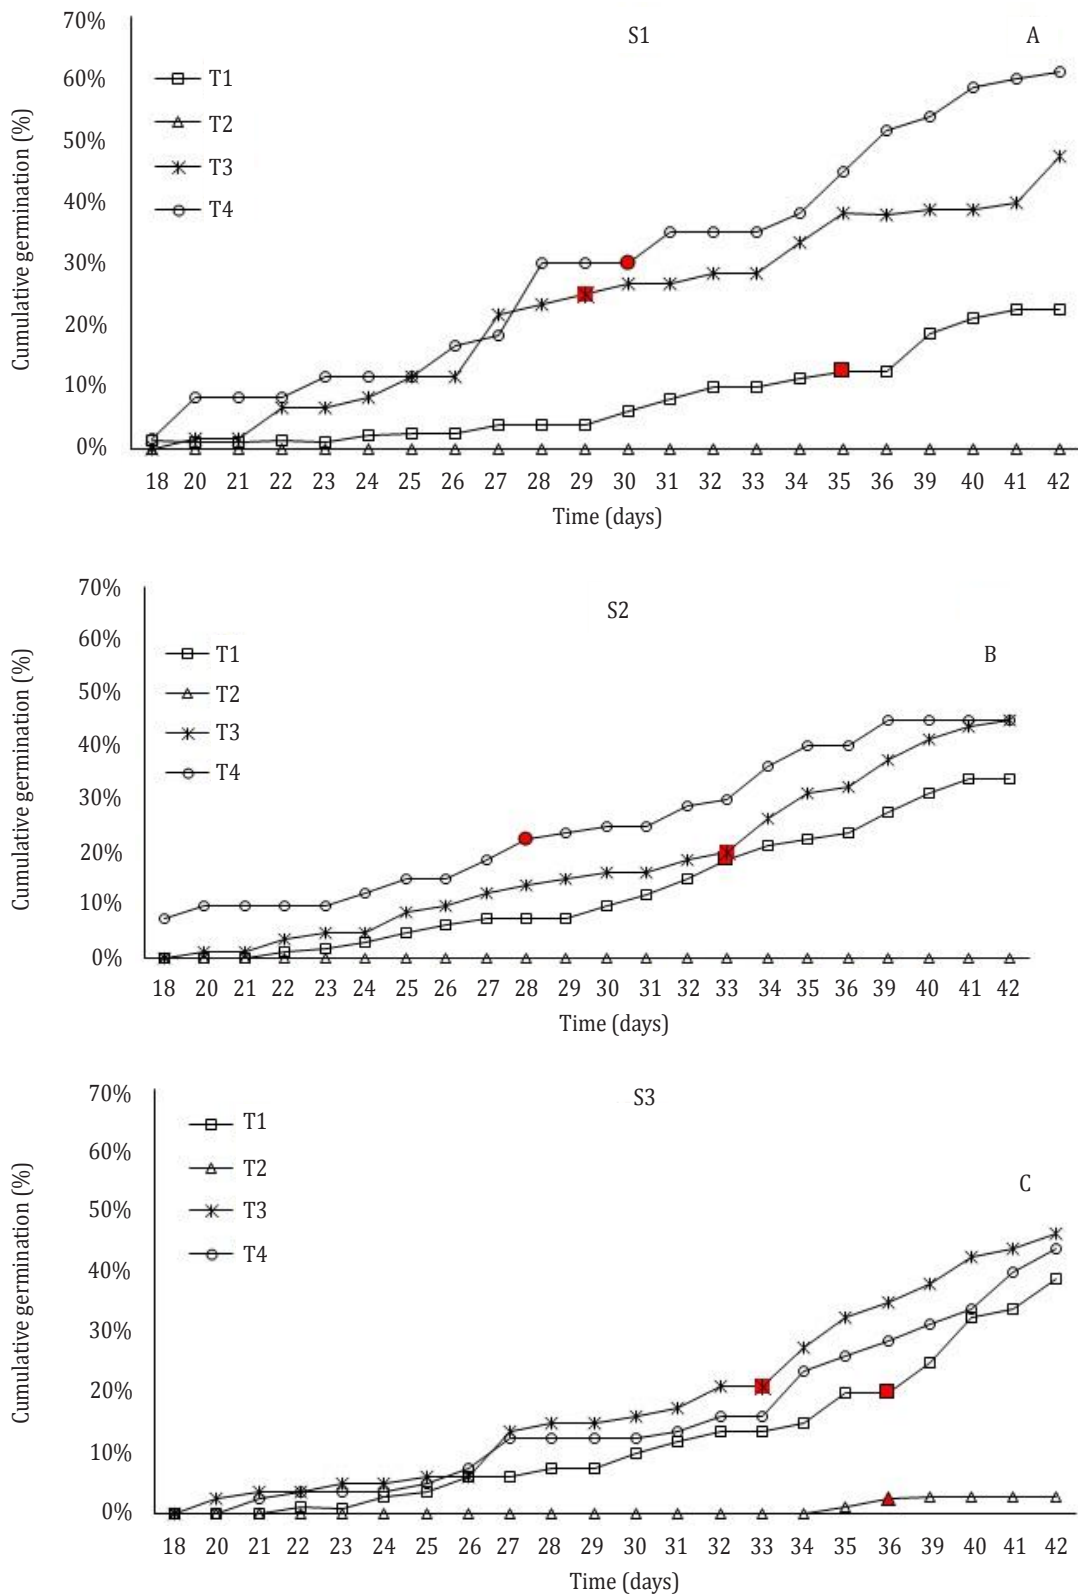 S1
A
Cumulative germination (%)
70%
60%
50%
40%
30%
20%
10%
0%
T1
T2
T3
T4
18 20 21 22 23 24 25 26 27 28 29 30 31 32 33 34 35 36 39 40 41 42
Time (days)
S2
B
Cumulative germination (%)
70%
60%
50%
40%
30%
20%
10%
0%
T1
T2
T3
T4
18 20 21 22 23 24 25 26 27 28 29 30 31 32 33 34 35 36 39 40 41 42
Time (days)
S3
C
Cumulative germination (%)
70%
60%
50%
40%
30%
20%
10%
0%
T1
T2
T3
T4
18 20 21 22 23 24 25 26 27 28 29 30 31 32 33 34 35 36 39 40 41 42
Time (days)